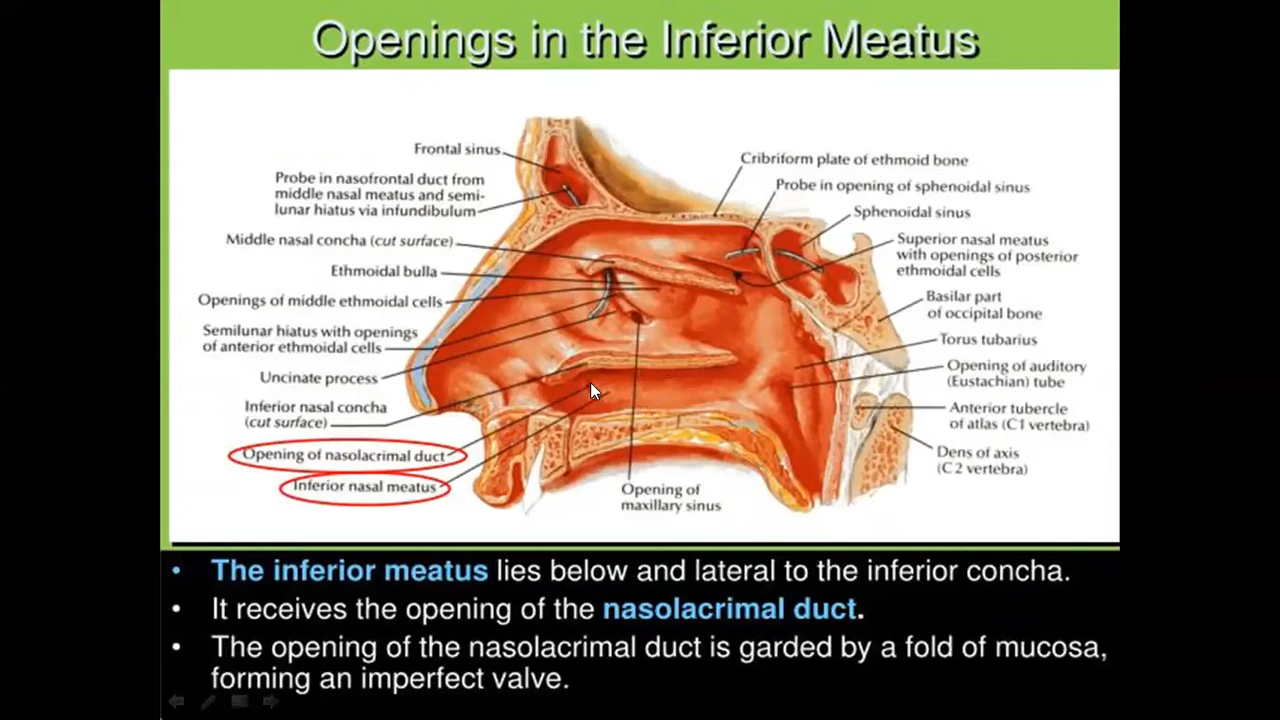 Openings in the Inferior Meatus
Frontal sinus
Probe in nasofrontal duct from
middle nasal meatus and semi-
lunar hiatus via infundibulum
Middle nasal concha (cut surface)
Ethmoidal bulla
Openings of middle ethmoidal cells
Semilunar hiatus with openings
of anterior ethmoidal cells
Uncinate process
Inferior nasal concha
(cut surface)
Opening of nasolacrimal duct
Inferior nasal meatus
Opening of
maxillary sinus
Cribriform plate of ethmoid bone
Probe in opening of sphenoidal sinus
Sphenoidal sinus
Superior nasal meatus
with openings of posterior
ethmoidal cells
Basilar part
of occipital bone
Torus tubarius
Opening of auditory
(Eustachian) tube
Anterior tubercle
of atlas (C1 vertebra)
Dens of axis
(C2 vertebra)
• The inferior meatus lies below and lateral to the inferior concha.
• It receives the opening of the nasolacrimal duct.
• The opening of the nasolacrimal duct is garded by a fold of mucosa,
forming an imperfect valve.